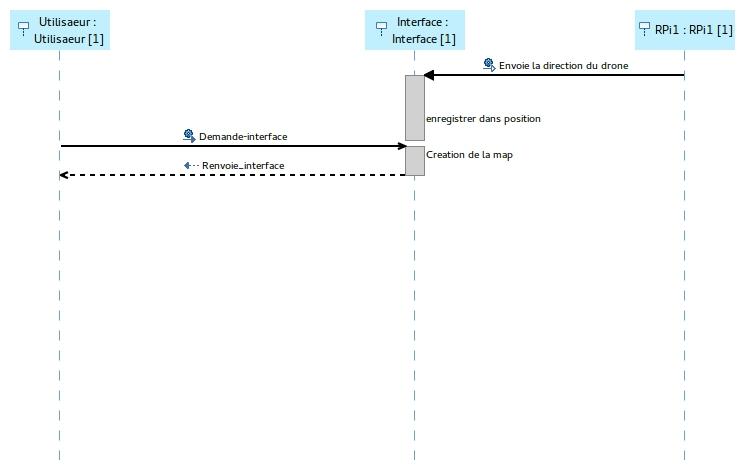 Utilisaeur :
Utilisaeur [1]
Interface :
Interface [1]
RPi1 : RPi1 [1]
Envoie la direction du drone
enregistrer dans position
Demande-interface
Creation de la map
Renvoie_interface